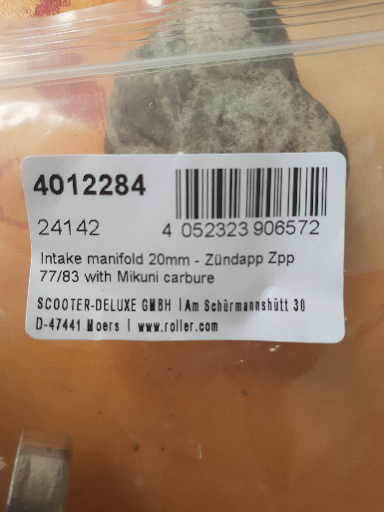 4012284
24142
4 052323 906572
Intake manifold 20mm - Zündapp Zpp
77/83 with Mikuni carbure
SCOOTER-DELUXE GMBH | Am Schürmannshütt 30
D-47441 Moers | www.roller.com